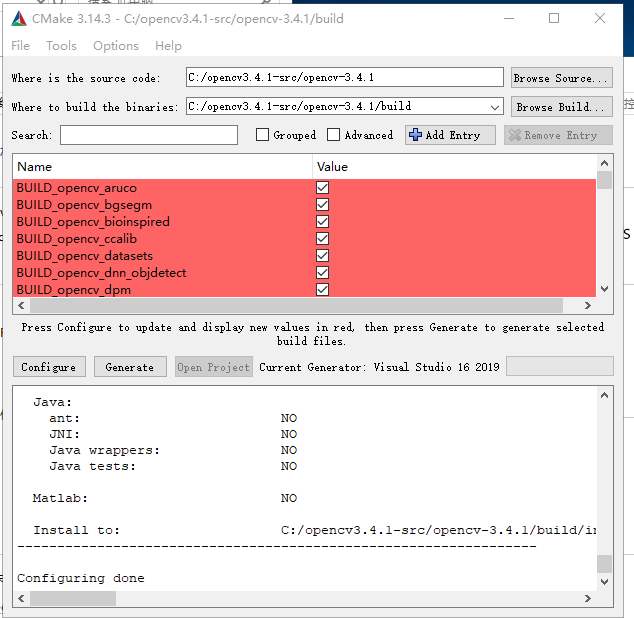 CMake 3.14.3 - C:/opencv3.4.1-src/opencv-3.4.1/build
File Tools Options Help
Where is the source code: C:/opencv3.4.1-src/opencv-3.4.1 Browse Source...
Where to build the binaries: C:/opencv3.4.1-src/opencv-3.4.1/build Browse Build...
Search: Grouped Advanced Add Entry Remove Entry
Name Value
BUILD_opencv_aruco
BUILD_opencv_bgsegm
BUILD_opencv_bioinspired
BUILD_opencv_ccalib
BUILD_opencv_datasets
BUILD_opencv_dnn_objdetect
BUILD_opencv_dpm
Press Configure to update and display new values in red, then press Generate to generate selected
build files.
Configure Generate Open Project Current Generator: Visual Studio 16 2019
Java:
ant: NO
JNI: NO
Java wrappers: NO
Java tests: NO
Matlab: NO
Install to: C:/opencv3.4.1-src/opencv-3.4.1/build/in
-----------------------------------------------------------------
Configuring done